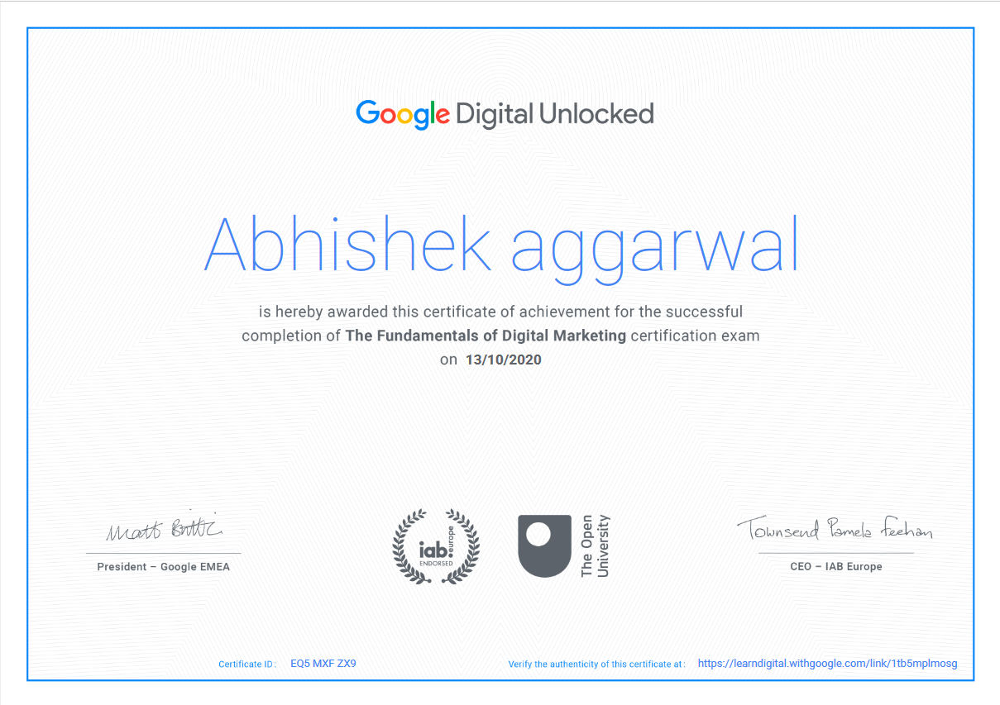 Google Digital Unlocked
Abhishek aggarwal
is hereby awarded this certificate of achievement for the successful
completion of The Fundamentals of Digital Marketing certification exam
on 13/10/2020
Matt Brittin
President – Google EMEA
iab.europe
ENDORSED
The Open
University
Townsend Pamela Feehan
CEO – IAB Europe
Certificate ID: EQ5 MXF ZX9
Verify the authenticity of this certificate at: https://learndigital.withgoogle.com/link/1tb5mplmosg